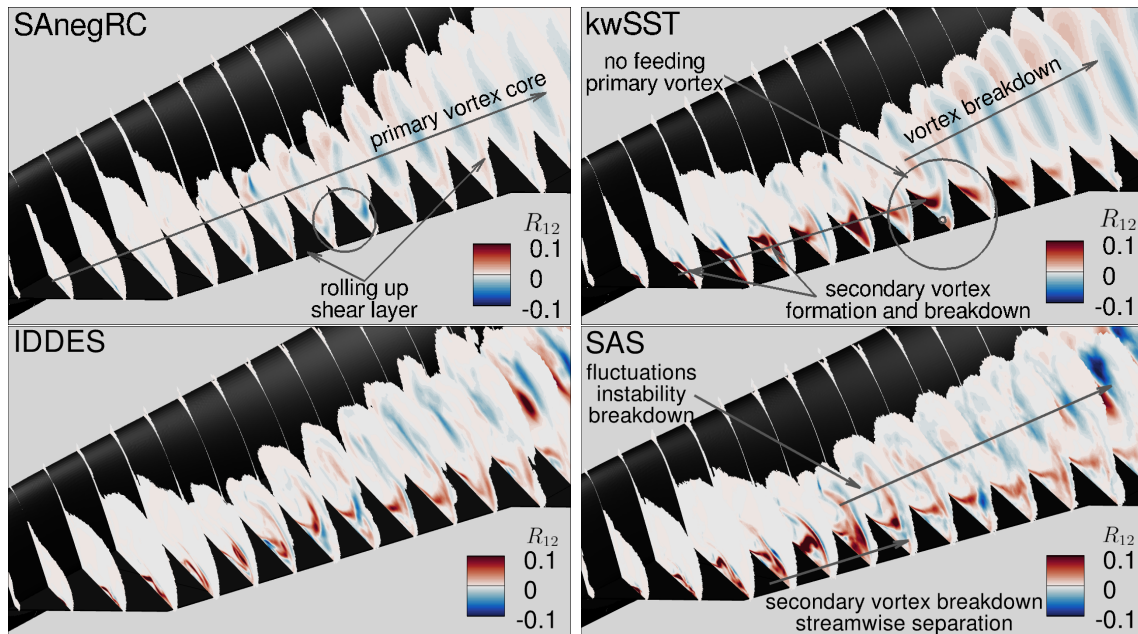 SAnegRC
primary vortex core
rolling up
shear layer
R12
0.1
0
-0.1
kwSST
no feeding
primary vortex
vortex breakdown
secondary vortex
formation and breakdown
R12
0.1
0
-0.1
IDDES
R12
0.1
0
-0.1
SAS
fluctuations
instability
breakdown
secondary vortex breakdown
streamwise separation
R12
0.1
0
-0.1